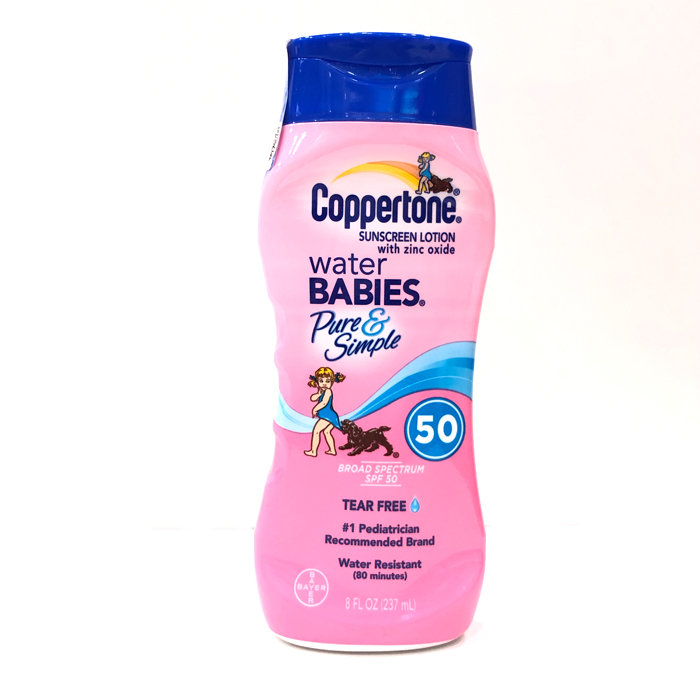 Coppertone®
SUNSCREEN LOTION
with zinc oxide
water
BABIES®
Pure &
Simple
50
BROAD SPECTRUM
SPF 50
TEAR FREE
#1 Pediatrician
Recommended Brand
Water Resistant
(80 minutes)
BAYER
BAYER
8 FL OZ (237 mL)